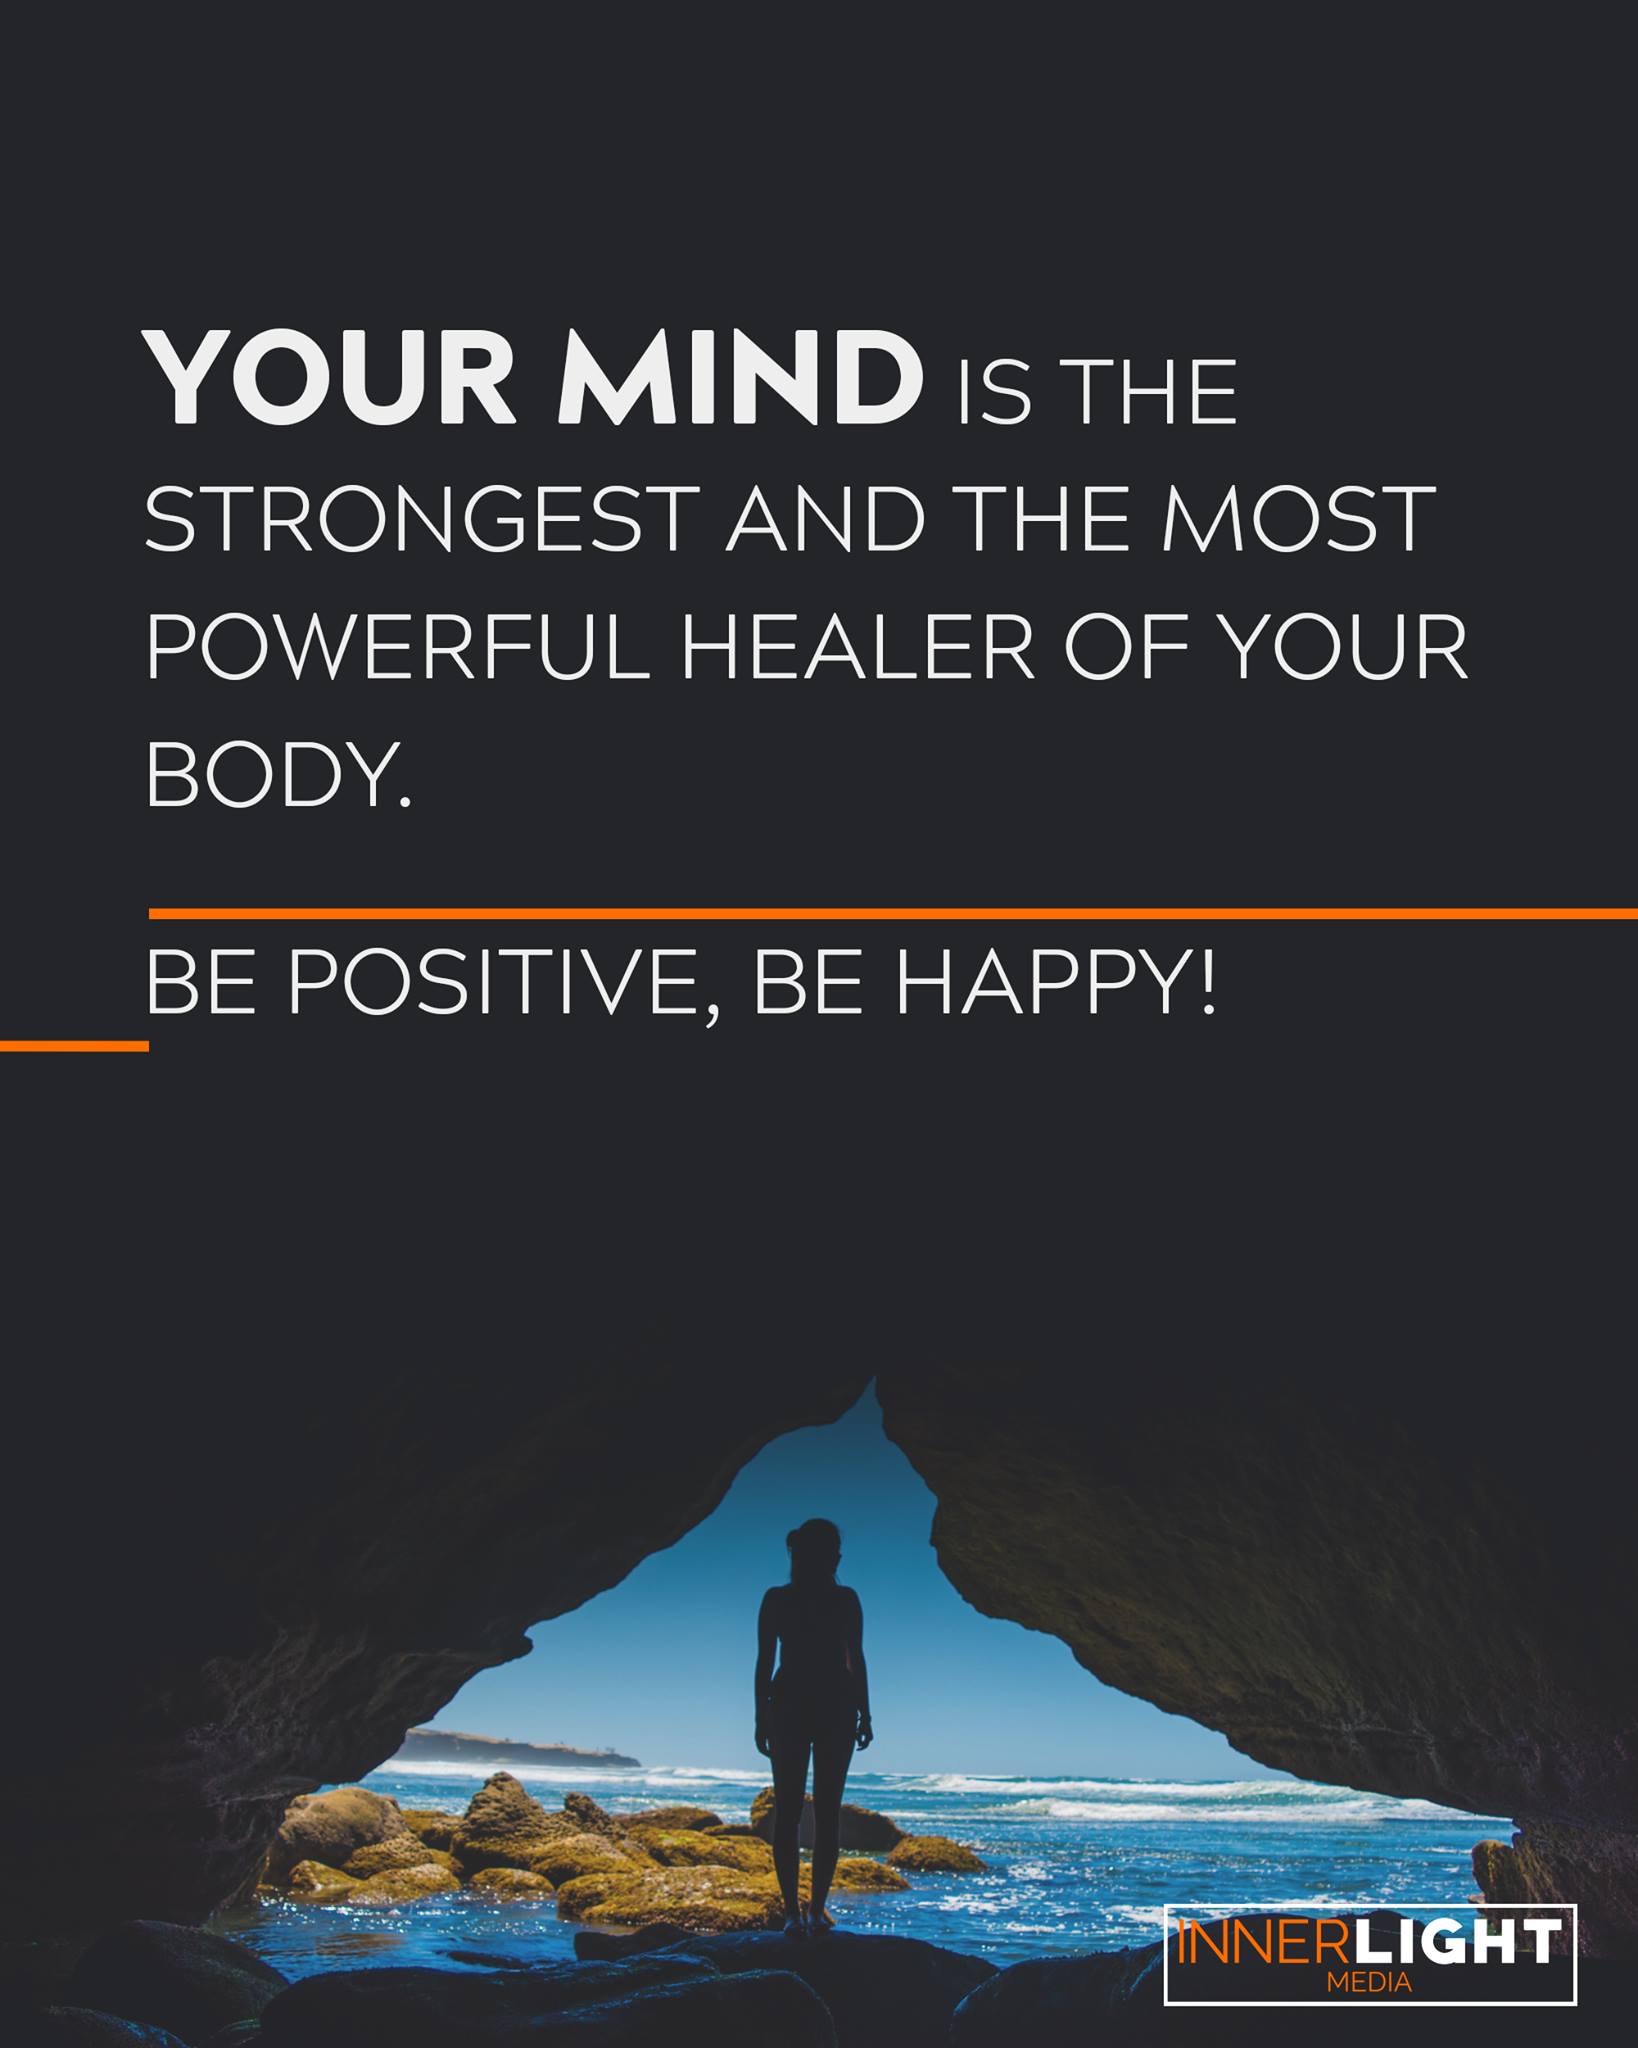 YOUR MIND IS THE
STRONGEST AND THE MOST
POWERFUL HEALER OF YOUR
BODY.
BE POSITIVE, BE HAPPY!
INNERLIGHT
MEDIA